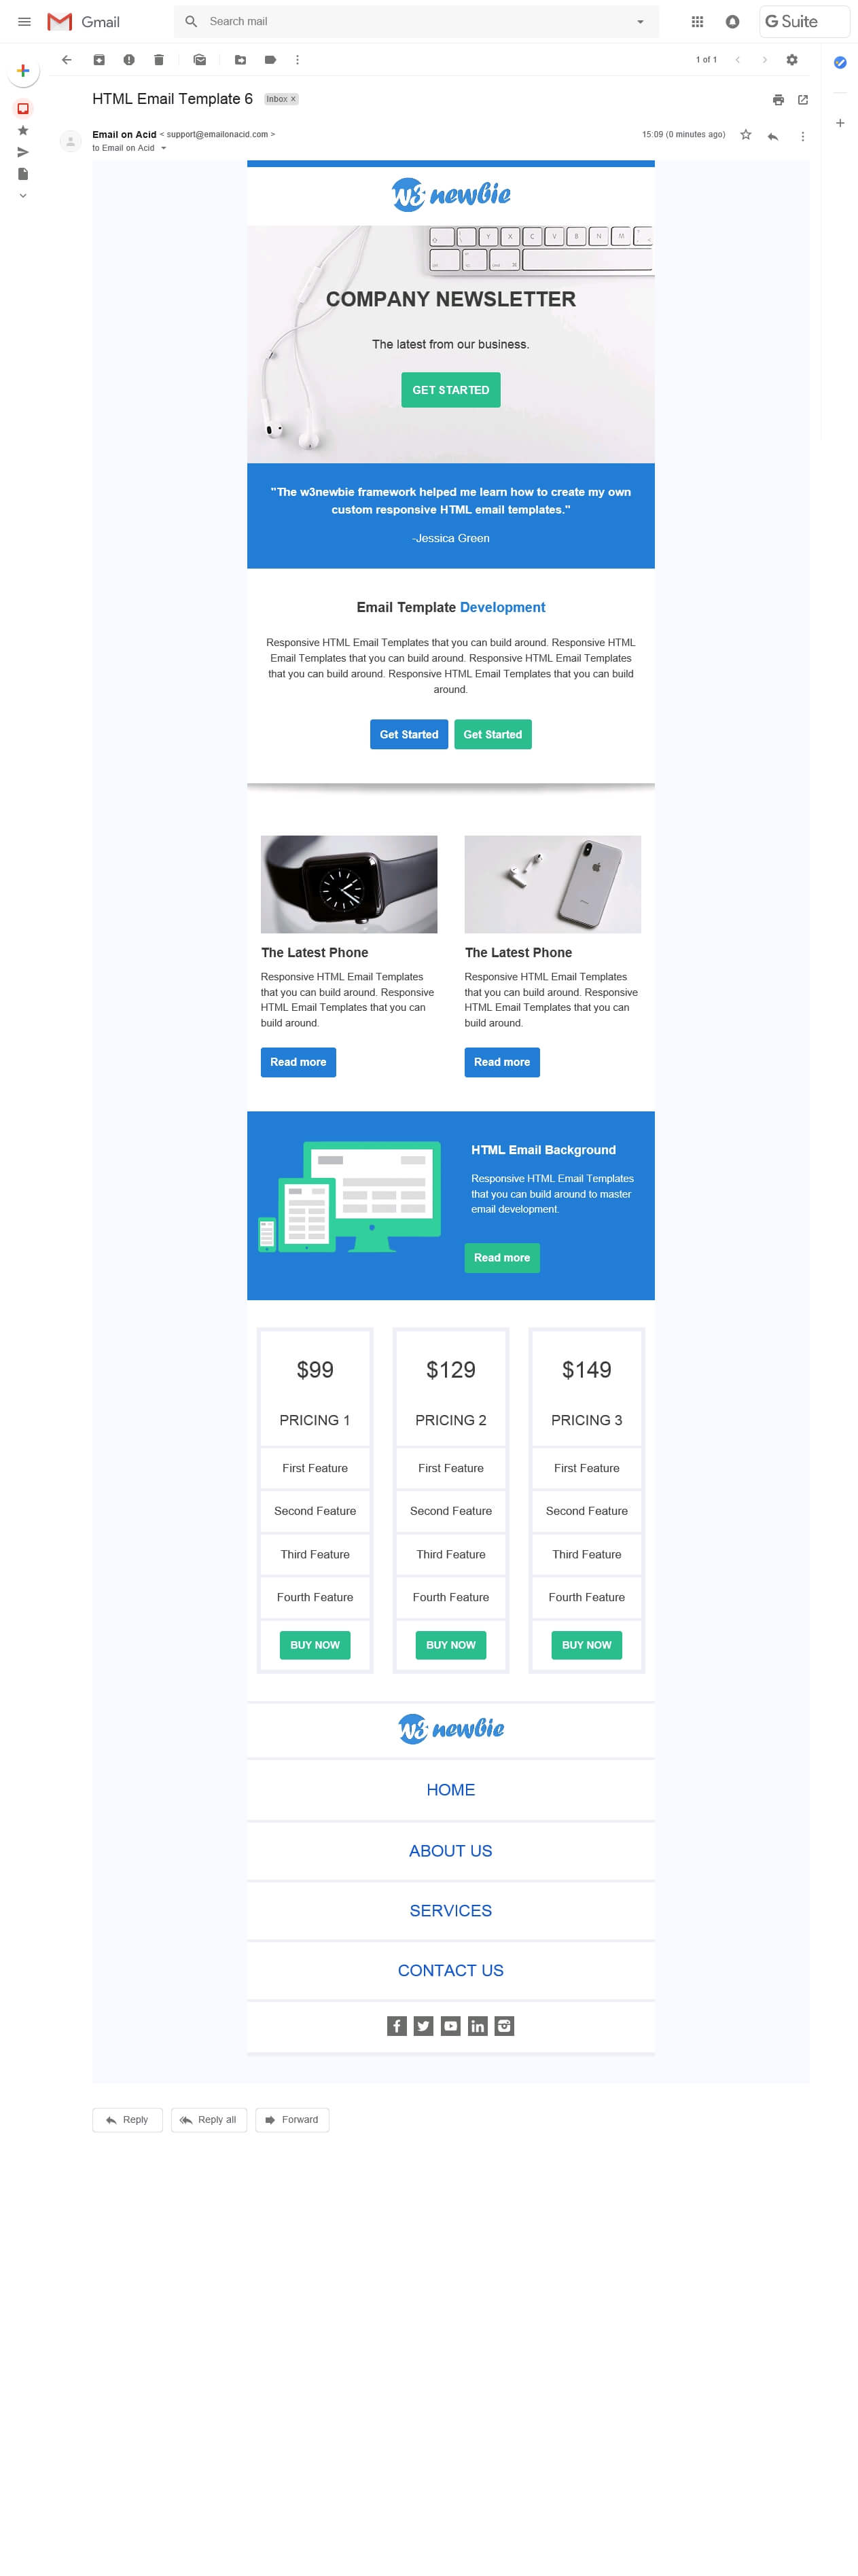 Gmail
Search mail
G Suite
1 of 1
HTML Email Template 6
Inbox X
Email on Acid < support@emailonacid.com >
15:09 (0 minutes ago)
to Email on Acid
w3 newbie
X C V B N M
COMPANY NEWSLETTER
The latest from our business.
GET STARTED
"The w3newbie framework helped me learn how to create my own
custom responsive HTML email templates."
-Jessica Green
Email Template Development
Responsive HTML Email Templates that you can build around. Responsive HTML
Email Templates that you can build around. Responsive HTML Email Templates
that you can build around. Responsive HTML Email Templates that you can build
around.
Get Started Get Started
The Latest Phone
Responsive HTML Email Templates
that you can build around. Responsive
HTML Email Templates that you can
build around.
Read more
The Latest Phone
Responsive HTML Email Templates
that you can build around. Responsive
HTML Email Templates that you can
build around.
Read more
HTML Email Background
Responsive HTML Email Templates
that you can build around to master
email development.
Read more
$99
PRICING 1
First Feature
Second Feature
Third Feature
Fourth Feature
BUY NOW
$129
PRICING 2
First Feature
Second Feature
Third Feature
Fourth Feature
BUY NOW
$149
PRICING 3
First Feature
Second Feature
Third Feature
Fourth Feature
BUY NOW
w3 newbie
HOME
ABOUT US
SERVICES
CONTACT US
Reply
Reply all
Forward